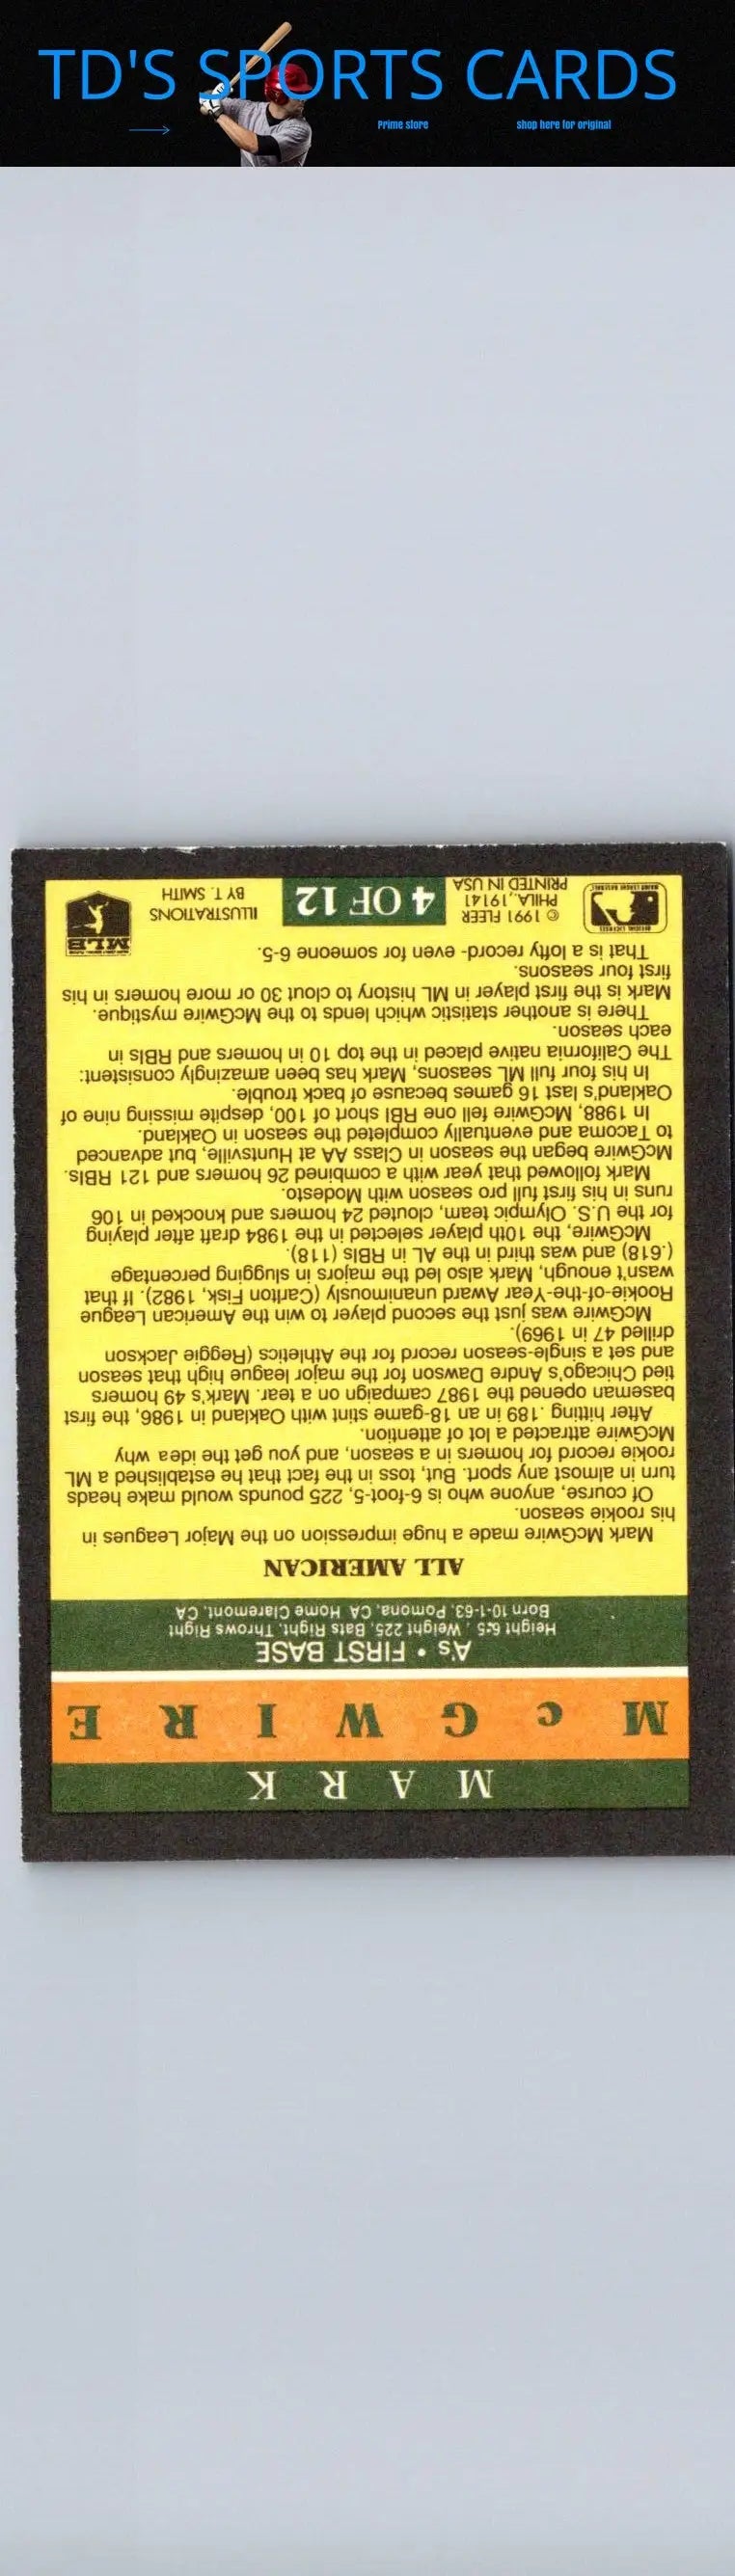 TD'S SPORTS CARDS
Prime store
shop here for original
MARK
McGWIRE
A's • FIRST BASE
Height 6-5 , Weight 225, Bats Right, Throws Right
Born 10-1-63, Pomona, CA Home Claremont, CA
ALL AMERICAN
Mark McGwire made a huge impression on the Major Leagues in
his rookie season.
Of course, anyone who is 6-foot-5, 225 pounds would make heads
turn in almost any sport. But, toss in the fact that he established a ML
rookie record for homers in a season, and you get the idea why
McGwire attracted a lot of attention.
After hitting .189 in an 18-game stint with Oakland in 1986, the first
baseman opened the 1987 campaign on a tear. Mark's 49 homers
tied Chicago's Andre Dawson for the major league high that season
and set a single-season record for the Athletics (Reggie Jackson
drilled 47 in 1969).
McGwire was just the second player to win the American League
Rookie-of-the-Year Award unanimously (Carlton Fisk, 1982). If that
wasn't enough, Mark also led the majors in slugging percentage
(.618) and was third in the AL in RBIs (118).
McGwire, the 10th player selected in the 1984 draft after playing
for the U.S. Olympic team, clouted 24 homers and knocked in 106
runs in his first full pro season with Modesto.
Mark followed that year with a combined 26 homers and 121 RBIs.
McGwire began the season in Class AA at Huntsville, but advanced
to Tacoma and eventually completed the season in Oakland.
In 1988, McGwire fell one RBI short of 100, despite missing nine of
Oakland's last 16 games because of back trouble.
In his four full ML seasons, Mark has been amazingly consistent:
The California native placed in the top 10 in homers and RBIs in
each season.
There is another statistic which lends to the McGwire mystique.
Mark is the first player in ML history to clout 30 or more homers in his
first four seasons.
That is a lofty record- even for someone 6-5.
OFFICIAL LICENSEE
MAJOR LEAGUE BASEBALL
© 1991 FLEER
PHILA., 19141
PRINTED IN USA
4 OF 12
ILLUSTRATIONS
BY T. SMITH
MLB